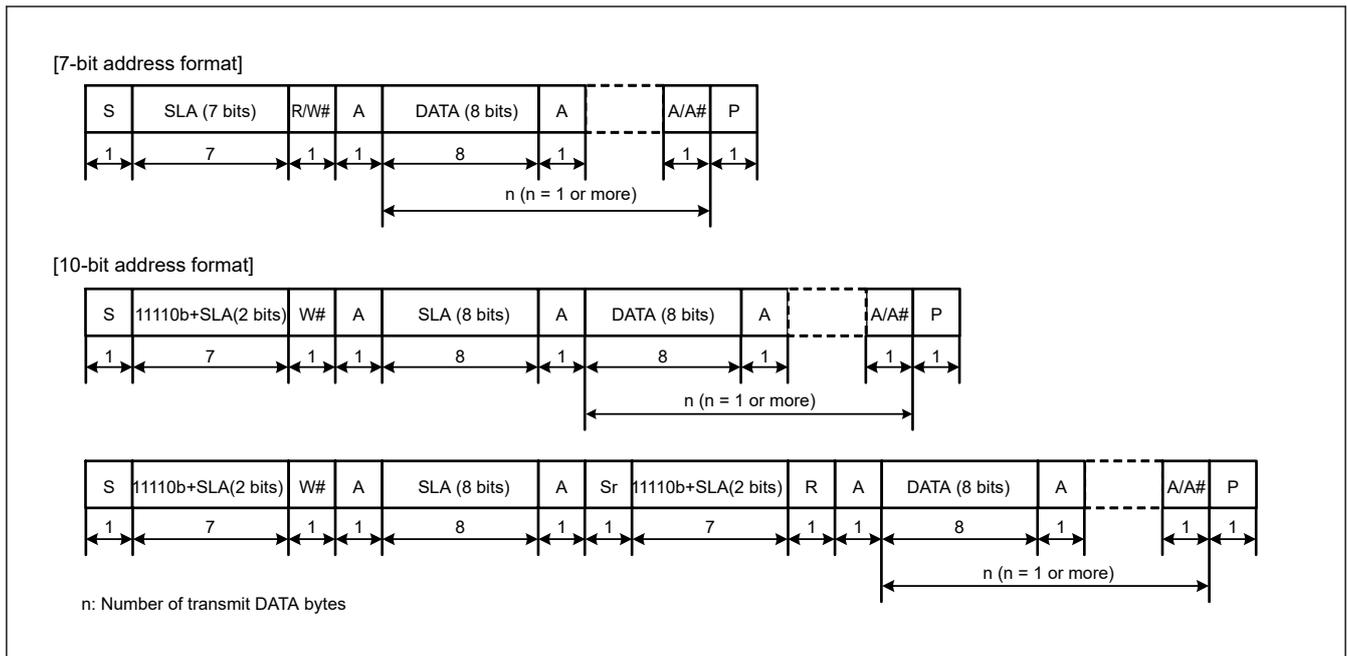 [7-bit address format]
S SLA (7 bits) R/W# A DATA (8 bits) A A/A# P
1 7 1 1 8 1 1 1
n (n = 1 or more)
[10-bit address format]
S 11110b+SLA(2 bits) W# A SLA (8 bits) A DATA (8 bits) A A/A# P
1 7 1 1 8 1 8 1 1 1
n (n = 1 or more)
S 11110b+SLA(2 bits) W# A SLA (8 bits) A Sr 11110b+SLA(2 bits) R A DATA (8 bits) A A/A# P
1 7 1 1 8 1 1 7 1 1 8 1 1 1
n (n = 1 or more)
n: Number of transmit DATA bytes